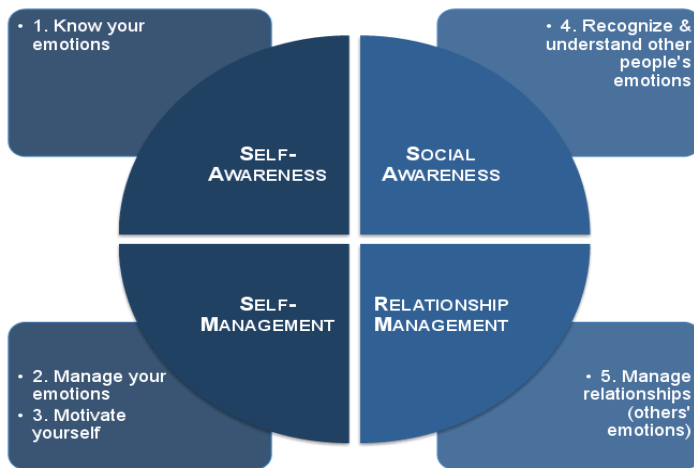 • 1. Know your
emotions
• 4. Recognize &
understand other
people's
emotions
SELF-
AWARENESS
SOCIAL
AWARENESS
SELF-
MANAGEMENT
RELATIONSHIP
MANAGEMENT
• 2. Manage your
emotions
• 3. Motivate
yourself
• 5. Manage
relationships
(others'
emotions)